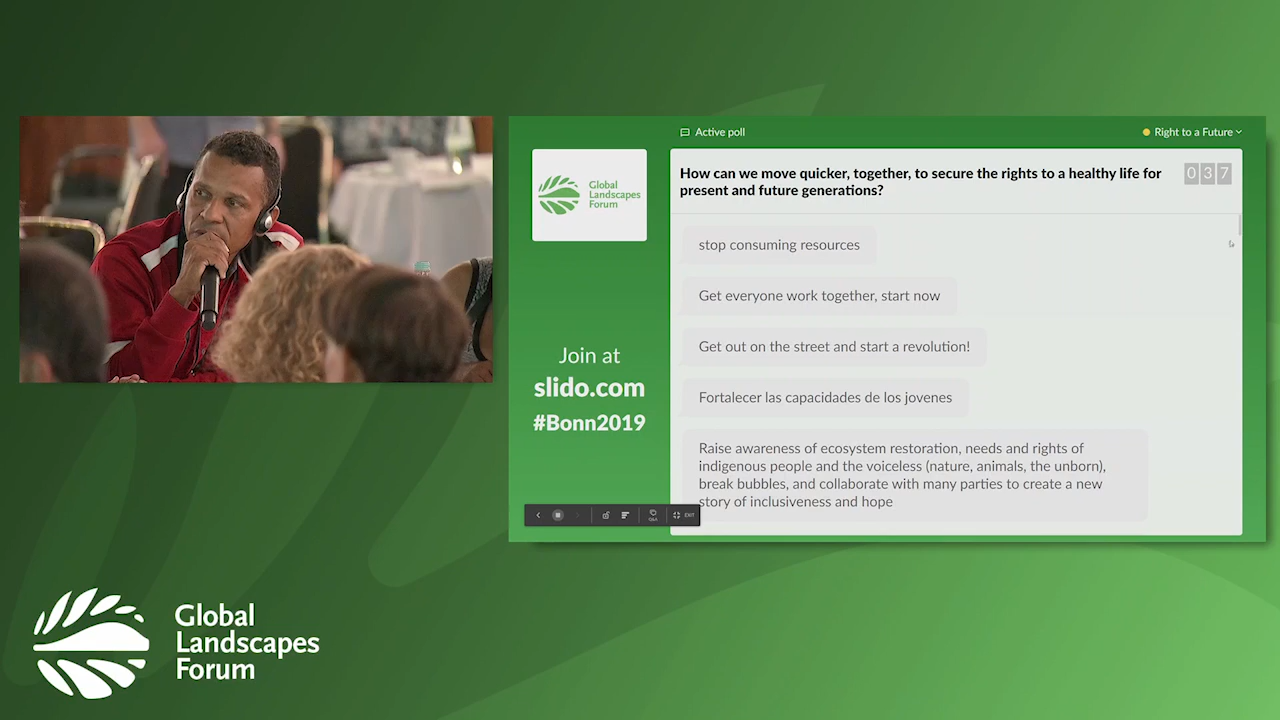 Active poll
Right to a Future
Global
Landscapes
Forum
How can we move quicker, together, to secure the rights to a healthy life for
present and future generations?
037
stop consuming resources
Get everyone work together, start now
Get out on the street and start a revolution!
Fortalecer las capacidades de los jovenes
Raise awareness of ecosystem restoration, needs and rights of
indigenous people and the voiceless (nature, animals, the unborn),
break bubbles, and collaborate with many parties to create a new
story of inclusiveness and hope
Join at
slido.com
#Bonn2019
Q&A
EXIT
Global
Landscapes
Forum